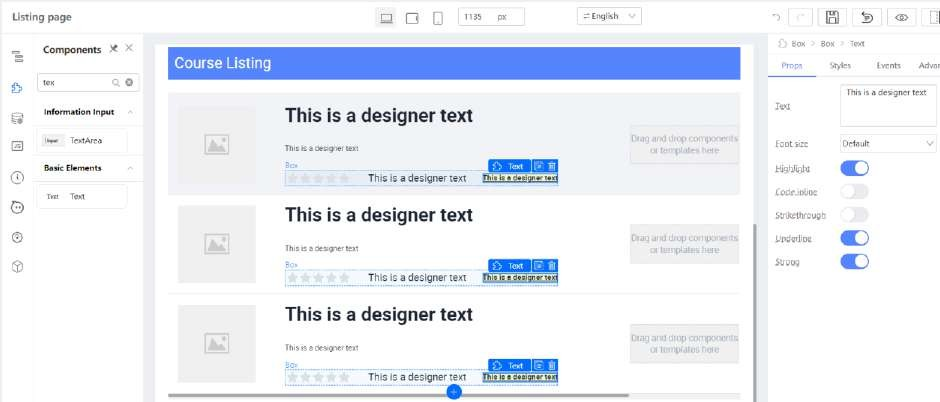 Listing page
1135 px
English
Components
tex
Information Input
Input TextArea
Basic Elements
Text Text
Course Listing
This is a designer text
This is a designer text
Box
Text
This is a designer text
This is a designer text
Drag and drop components
or templates here
This is a designer text
This is a designer text
Box
Text
This is a designer text
This is a designer text
Drag and drop components
or templates here
This is a designer text
This is a designer text
Box
Text
This is a designer text
This is a designer text
Drag and drop components
or templates here
Box > Box > Text
Props Styles Events Advan
Text
This is a designer text
Font size
Default
Highlight
Code inline
Strikethrough
Underline
Strong